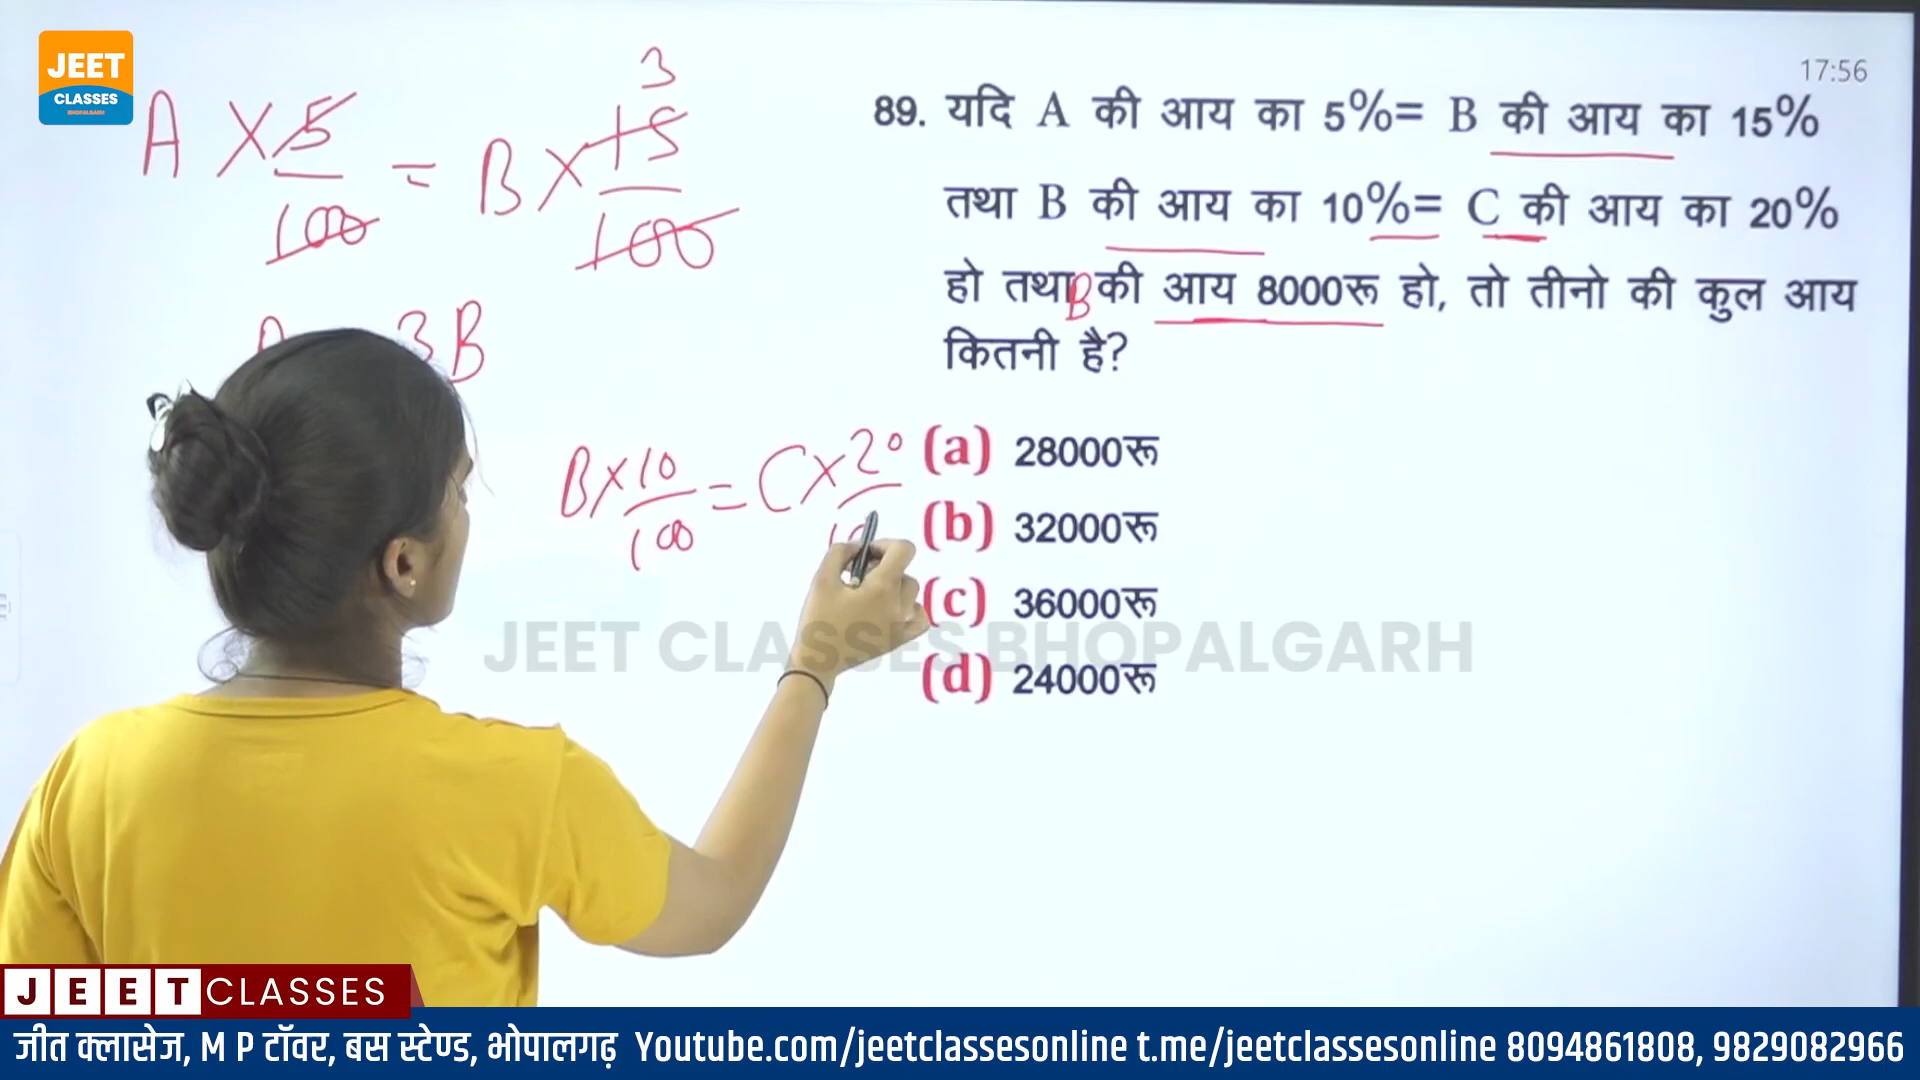 JEET
CLASSES
BHOPALGARH
17:56
A × 5/100 = B × 15/100
3
3B
B × 10/100 = C × 20
89. यदि A की आय का 5%= B की आय का 15%
तथा B की आय का 10%= C की आय का 20%
हो तथा B की आय 8000रू हो, तो तीनो की कुल आय
कितनी है?
(a) 28000रू
(b) 32000रू
(c) 36000रू
(d) 24000रू
JEET CLASSES BHOPALGARH
JEET CLASSES
जीत क्लासेज, M P टॉवर, बस स्टेण्ड, भोपालगढ़ Youtube.com/jeetclassesonline t.me/jeetclassesonline 8094861808, 9829082966